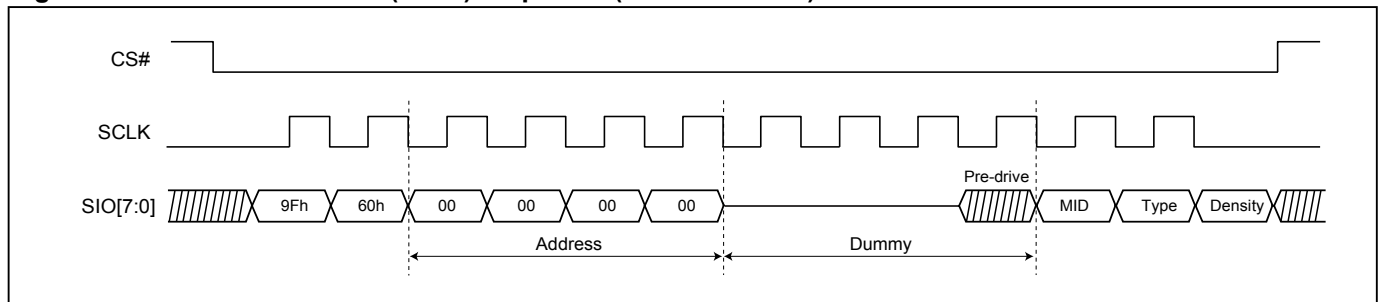 CS#
SCLK
Pre-drive
SIO[7:0] 9Fh 60h 00 00 00 00 MID Type Density
Address Dummy